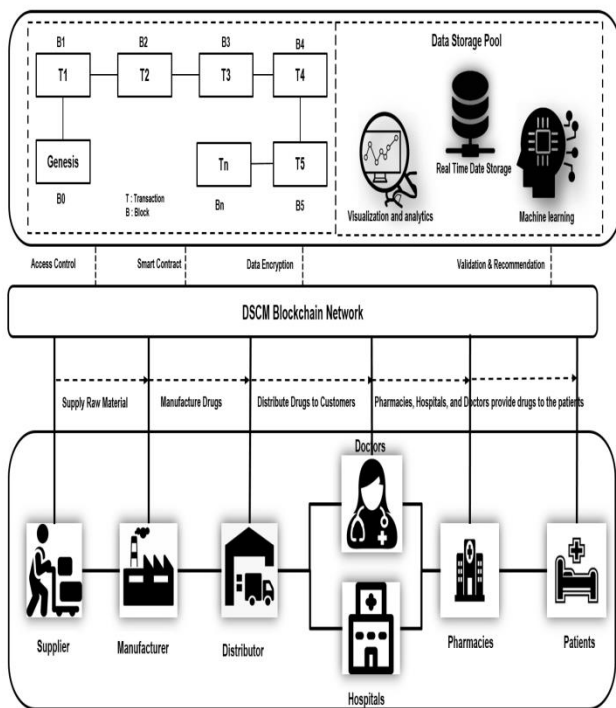 B1
B2
B3
B4
T1
T2
T3
T4
Genesis
Tn
T5
B0
T : Transaction
B : Block
Bn
B5
Data Storage Pool
Real Time Date Storage
Visualization and analytics
Machine learning
Access Control
Smart Contract
Data Encryption
Validation & Recommendation
DSCM Blockchain Network
Supply Raw Material
Manufacture Drugs
Distribute Drugs to Customers
Pharmacies, Hospitals, and Doctors provide drugs to the patients
Doctors
Supplier
Manufacturer
Distributor
Hospitals
Pharmacies
Patients